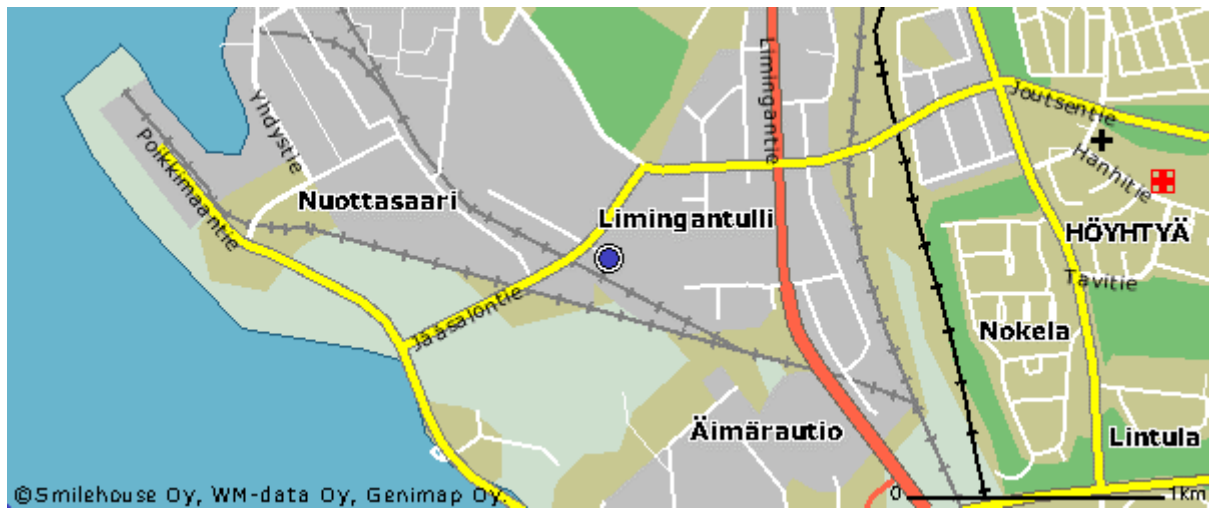 Limingantie
Joutsentie
Yhdystie
Hanhitie
Poikkimaantie
Nuottasaari
Limingantulli
HÖYHTYÄ
Tavitie
Jääsalontie
Nokela
Äimärautio
Lintula
©Smilehouse Oy, WM-data Oy, Genimap Oy.
0 1km